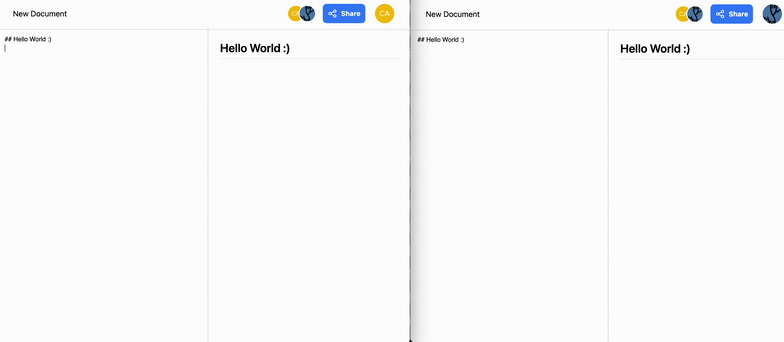 New Document
CA
Share
CA
## Hello World :)
Hello World :)
New Document
CA
Share
## Hello World :)
Hello World :)